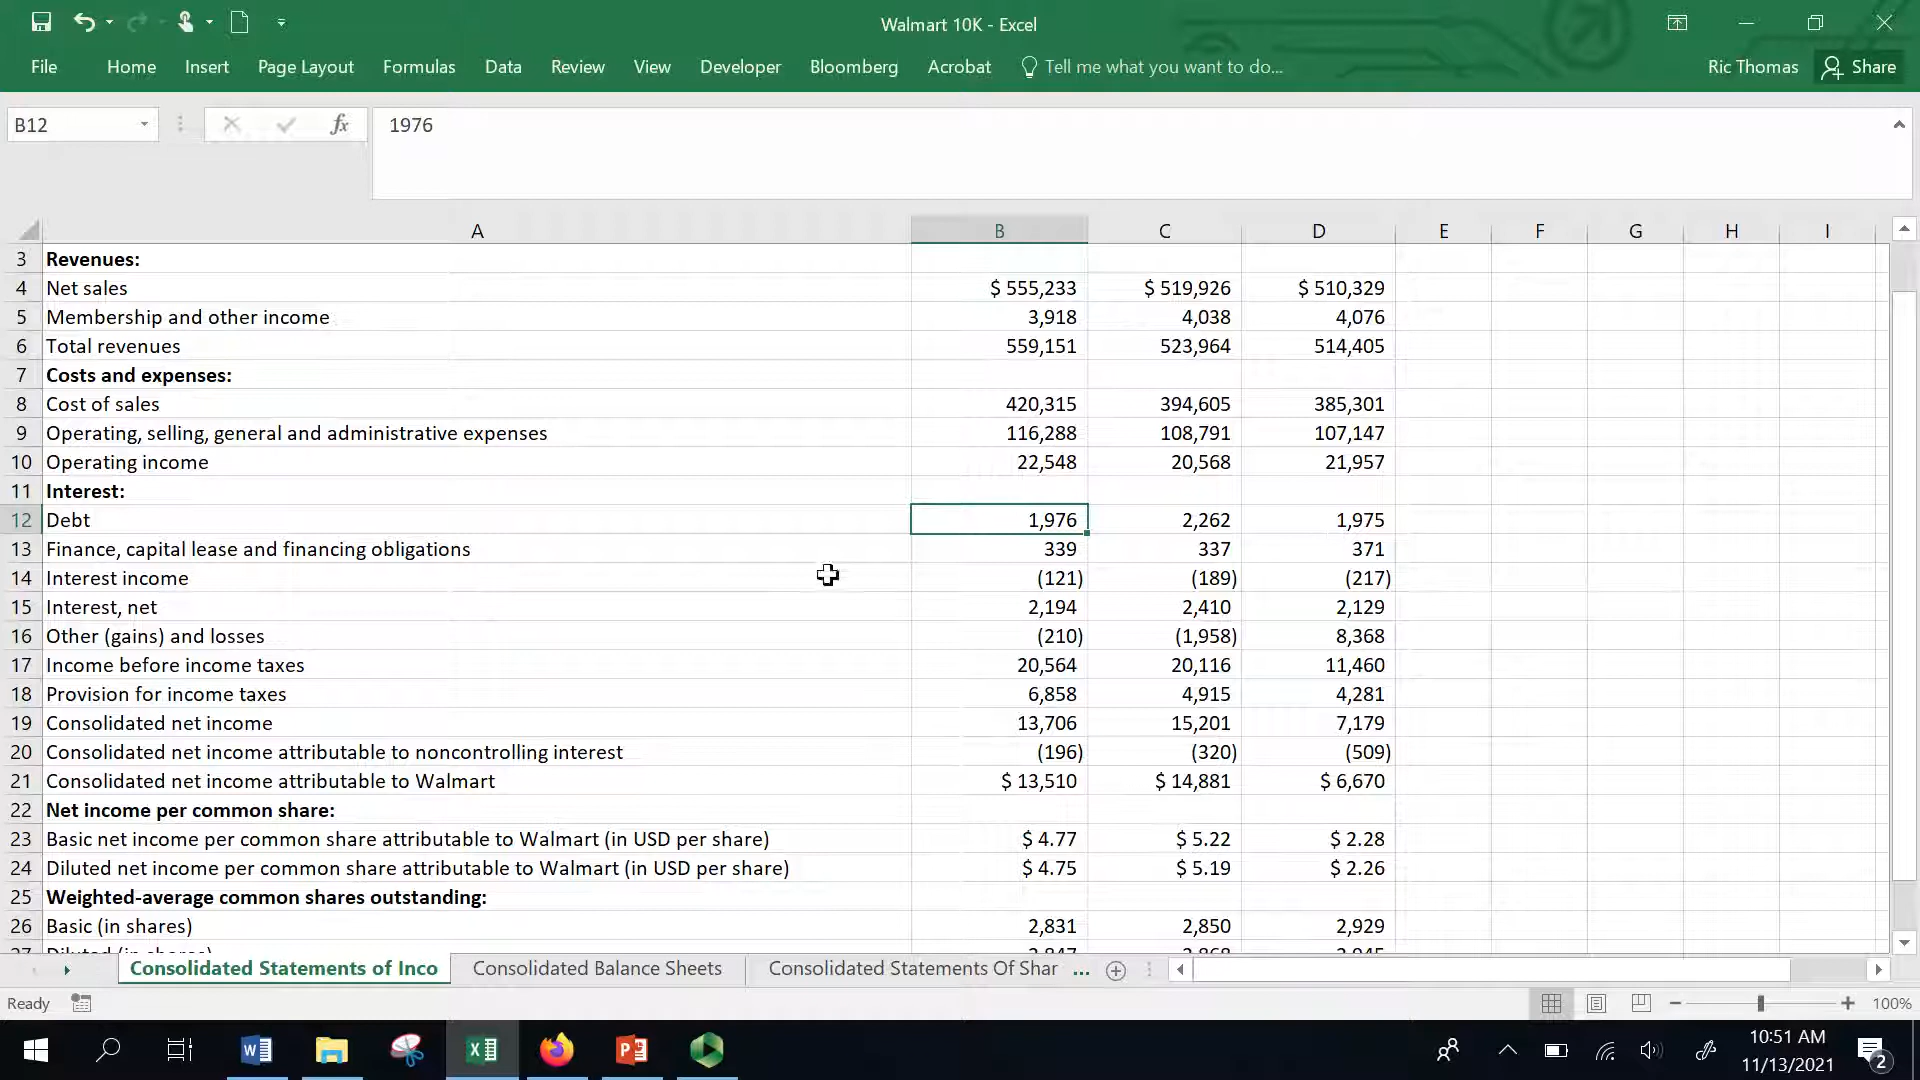 Walmart 10K - Excel
File Home Insert Page Layout Formulas Data Review View Developer Bloomberg Acrobat Tell me what you want to do... Ric Thomas Share
B12 fx 1976
A B C D E F G H I
3 Revenues:
4 Net sales $ 555,233 $ 519,926 $ 510,329
5 Membership and other income 3,918 4,038 4,076
6 Total revenues 559,151 523,964 514,405
7 Costs and expenses:
8 Cost of sales 420,315 394,605 385,301
9 Operating, selling, general and administrative expenses 116,288 108,791 107,147
10 Operating income 22,548 20,568 21,957
11 Interest:
12 Debt 1,976 2,262 1,975
13 Finance, capital lease and financing obligations 339 337 371
14 Interest income (121) (189) (217)
15 Interest, net 2,194 2,410 2,129
16 Other (gains) and losses (210) (1,958) 8,368
17 Income before income taxes 20,564 20,116 11,460
18 Provision for income taxes 6,858 4,915 4,281
19 Consolidated net income 13,706 15,201 7,179
20 Consolidated net income attributable to noncontrolling interest (196) (320) (509)
21 Consolidated net income attributable to Walmart $ 13,510 $ 14,881 $ 6,670
22 Net income per common share:
23 Basic net income per common share attributable to Walmart (in USD per share) $ 4.77 $ 5.22 $ 2.28
24 Diluted net income per common share attributable to Walmart (in USD per share) $ 4.75 $ 5.19 $ 2.26
25 Weighted-average common shares outstanding:
26 Basic (in shares) 2,831 2,850 2,929
27 Diluted (in shares) 2,847 2,868 2,945
Consolidated Statements of Inco Consolidated Balance Sheets Consolidated Statements Of Shar ...
Ready 100%
10:51 AM
11/13/2021 2